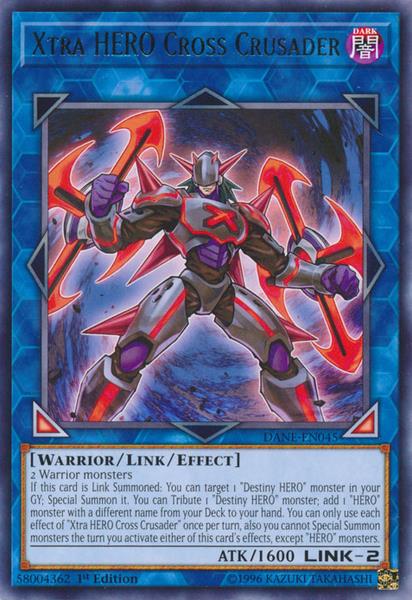 Xtra HERO Cross Crusader
DARK
闇
DANE-EN045
[WARRIOR/LINK/EFFECT]
2 Warrior monsters
If this card is Link Summoned: You can target 1 "Destiny HERO" monster in
your GY; Special Summon it. You can Tribute 1 "Destiny HERO" monster; add 1 "HERO"
monster with a different name from your Deck to your hand. You can only use each
effect of "Xtra HERO Cross Crusader" once per turn, also you cannot Special Summon
monsters the turn you activate either of this card's effects, except "HERO" monsters.
ATK/1600 LINK-2
58004362 1st Edition ©1996 KAZUKI TAKAHASHI